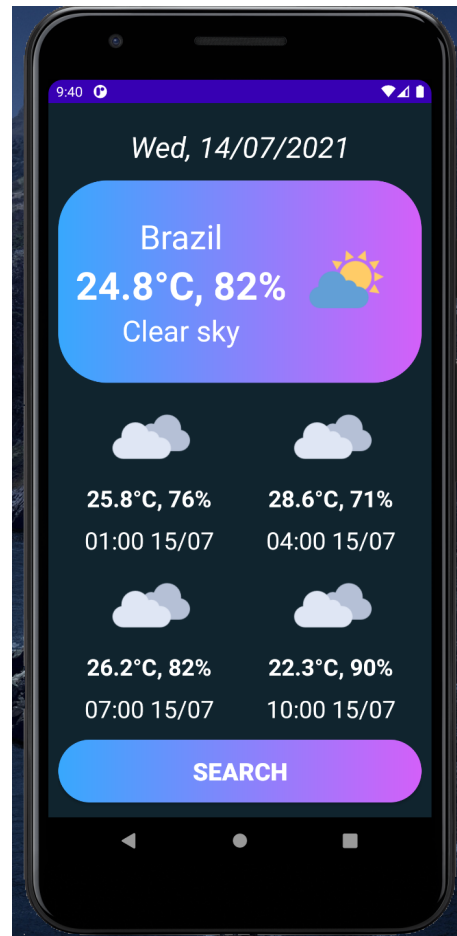 9:40
Wed, 14/07/2021
Brazil
24.8°C, 82%
Clear sky
25.8°C, 76%
28.6°C, 71%
01:00 15/07
04:00 15/07
26.2°C, 82%
22.3°C, 90%
07:00 15/07
10:00 15/07
SEARCH